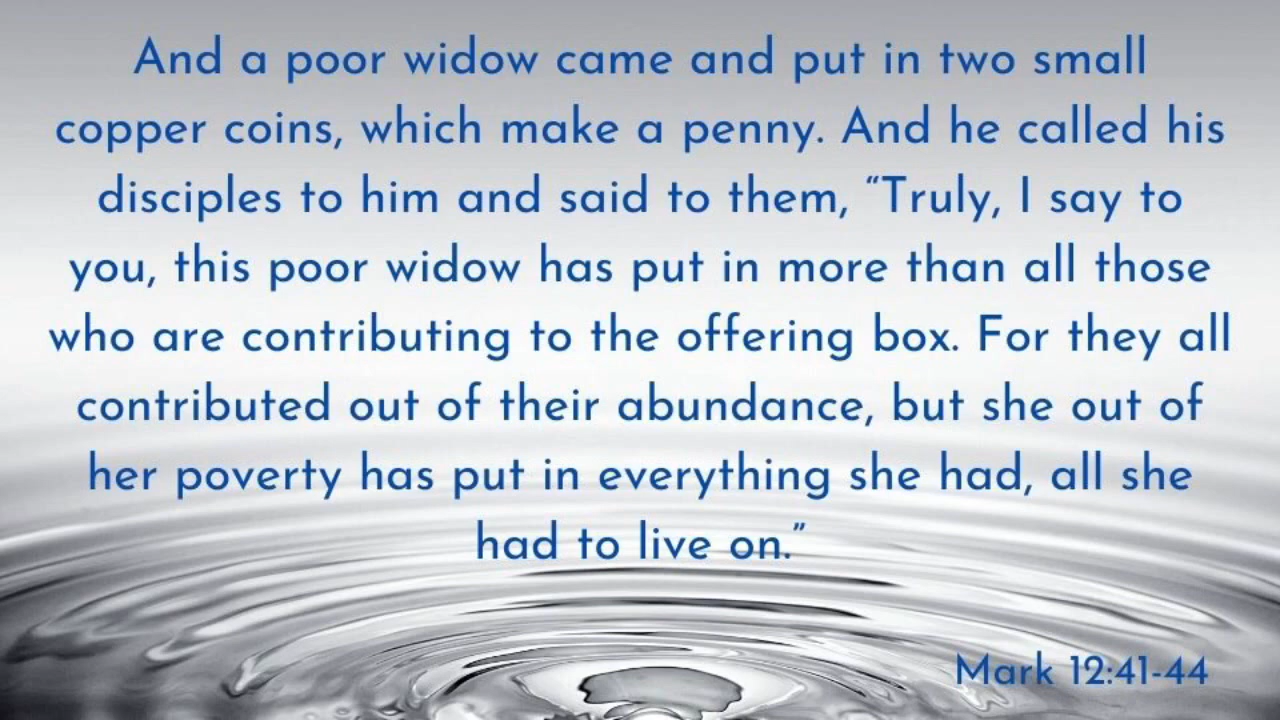 And a poor widow came and put in two small
copper coins, which make a penny. And he called his
disciples to him and said to them, “Truly, I say to
you, this poor widow has put in more than all those
who are contributing to the offering box. For they all
contributed out of their abundance, but she out of
her poverty has put in everything she had, all she
had to live on.”
Mark 12:41-44